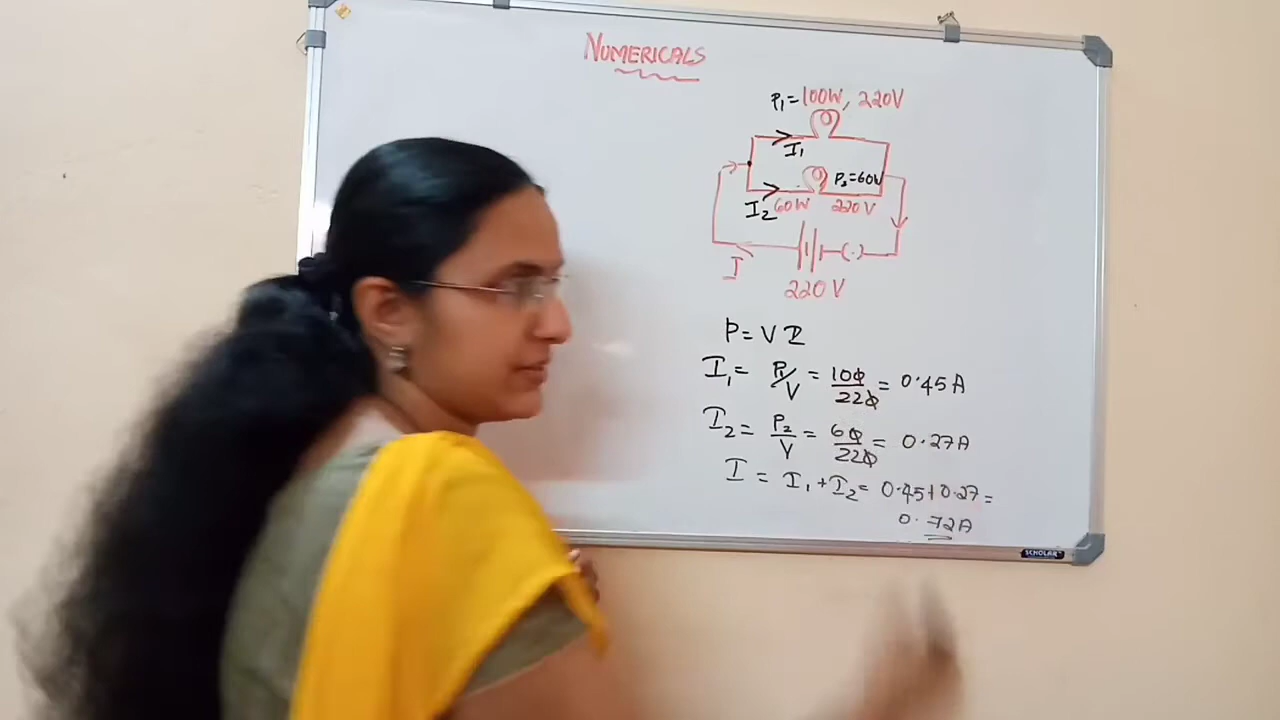 NUMERICALS
P₁=100W, 220V
I₁
P₂=60W
I₂ 60W 220V
I
220V
P=VI
I₁= P₁/V = 100/220 = 0.45A
I₂= P₂/V = 60/220 = 0.27A
I = I₁+I₂= 0.45+0.27=
0.72A
SCHOLAR